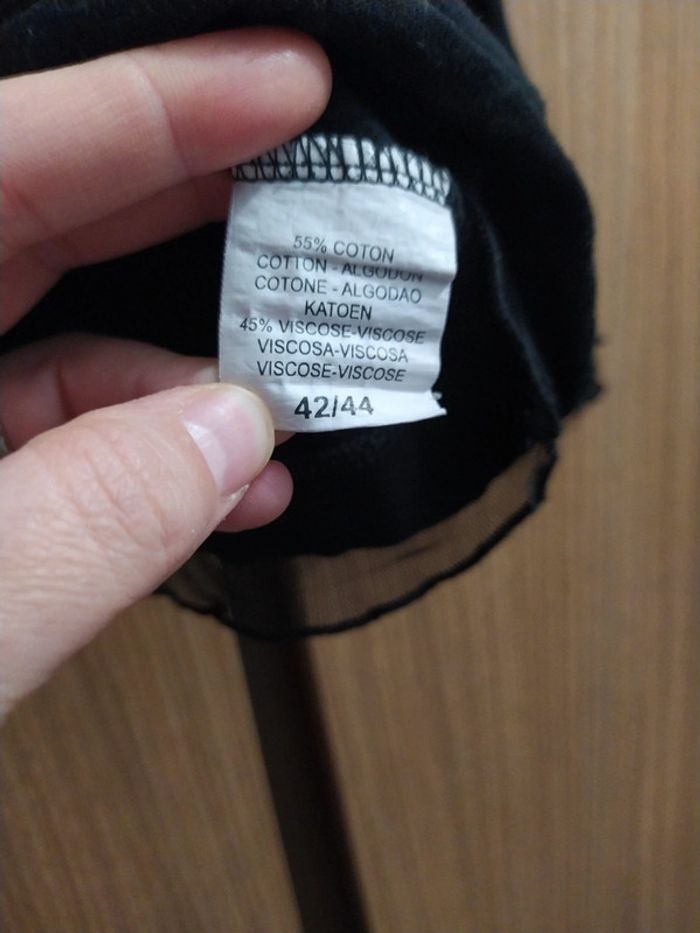 55% COTON
COTTON - ALGODON
COTONE - ALGODAO
KATOEN
45% VISCOSE-VISCOSE
VISCOSA-VISCOSA
VISCOSE-VISCOSE
42/44